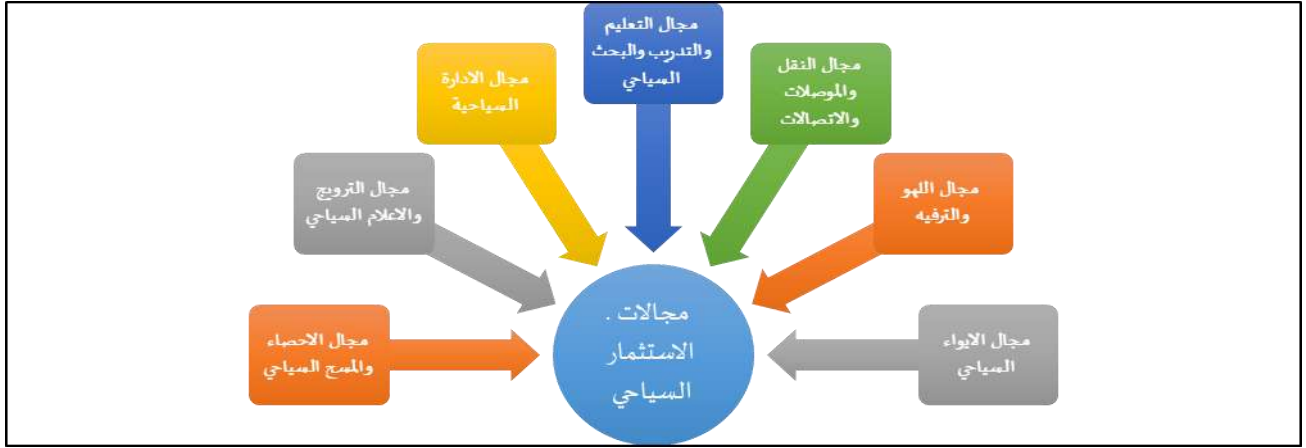 مجال التعليم
والتدريب والبحث
السياحي
مجال النقل
والموصلات
والاتصالات
مجال الادارة
السياحية
مجال اللهو
والترفيه
مجال الترويج
والاعلام السياحي
مجال الايواء
السياحي
مجال الاحصاء
والمسح السياحي
مجالات .
الاستثمار
السياحي